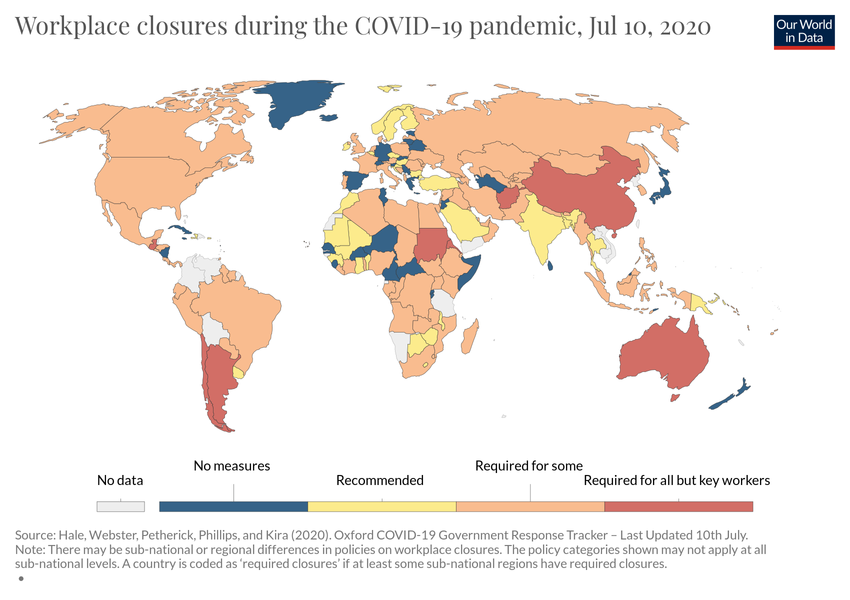 Workplace closures during the COVID-19 pandemic, Jul 10, 2020
Our World
in Data
No data
No measures
Recommended
Required for some
Required for all but key workers
Source: Hale, Webster, Petherick, Phillips, and Kira (2020). Oxford COVID-19 Government Response Tracker – Last Updated 10th July.
Note: There may be sub-national or regional differences in policies on workplace closures. The policy categories shown may not apply at all
sub-national levels. A country is coded as 'required closures' if at least some sub-national regions have required closures.